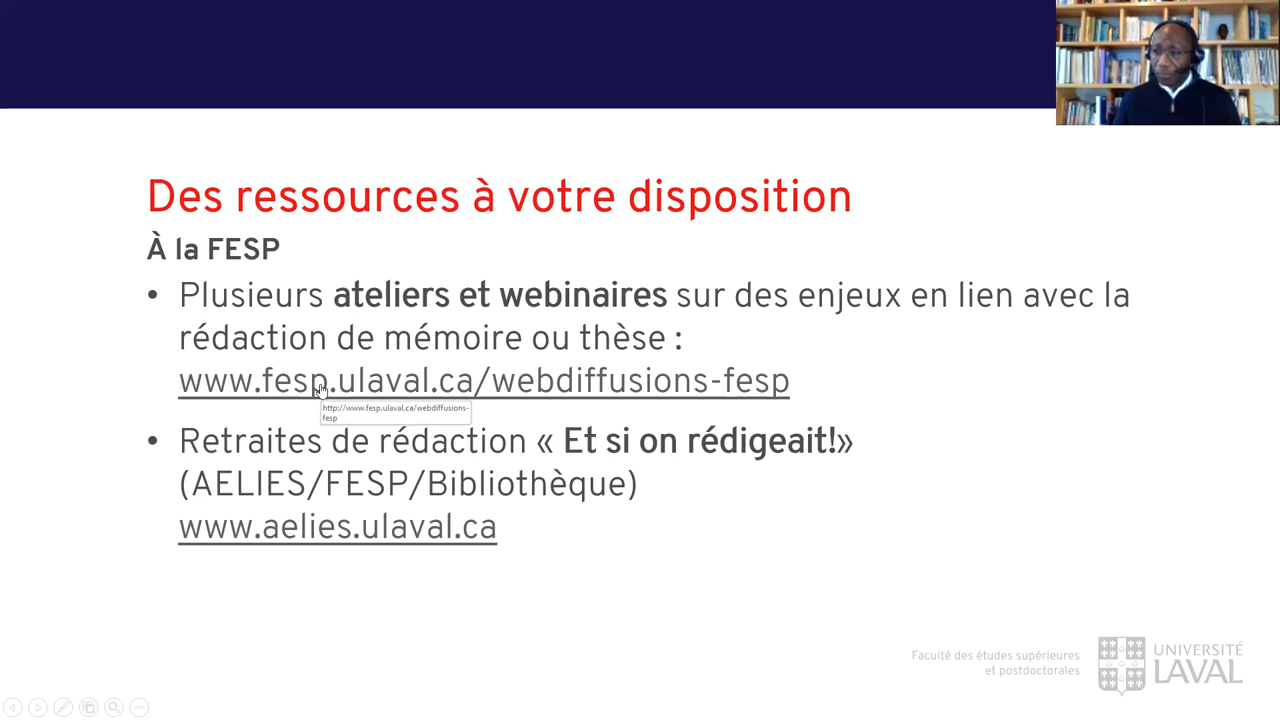 Des ressources à votre disposition
À la FESP
• Plusieurs ateliers et webinaires sur des enjeux en lien avec la
rédaction de mémoire ou thèse :
www.fesp.ulaval.ca/webdiffusions-fesp
http://www.fesp.ulaval.ca/webdiffusions-
fesp
• Retraites de rédaction « Et si on rédigeait!»
(AELIES/FESP/Bibliothèque)
www.aelies.ulaval.ca
Faculté des études supérieures
et postdoctorales
UNIVERSITÉ
LAVAL